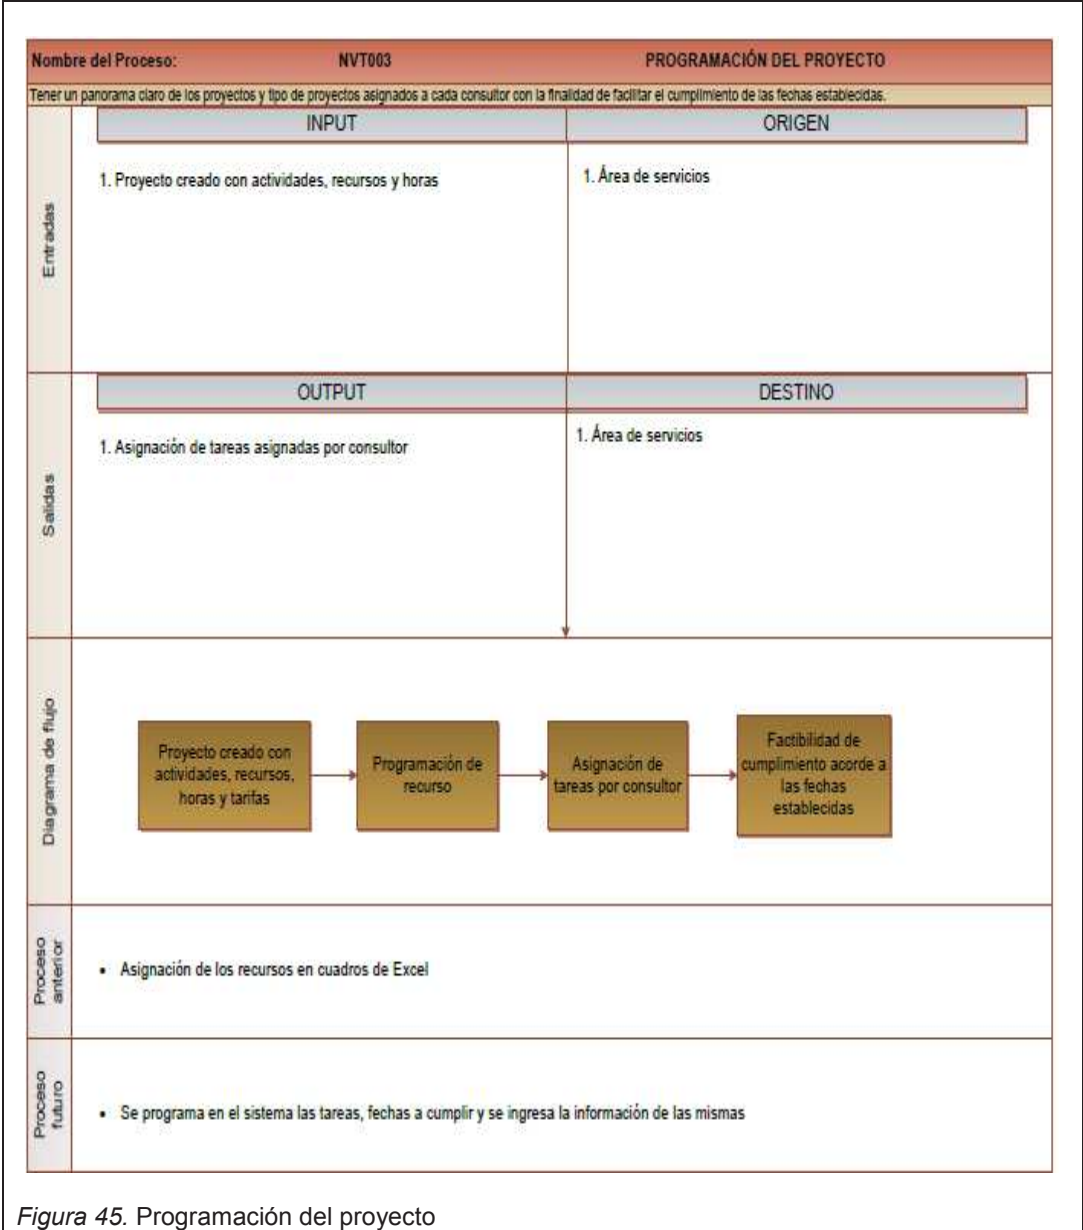 Nombre del Proceso: NVT003 PROGRAMACIÓN DEL PROYECTO
Tener un panorama claro de los proyectos y tipo de proyectos asignados a cada consultor con la finalidad de facilitar el cumplimiento de las fechas establecidas.
Entradas
INPUT ORIGEN
1. Proyecto creado con actividades, recursos y horas
1. Área de servicios
Salidas
OUTPUT DESTINO
1. Asignación de tareas asignadas por consultor
1. Área de servicios
Diagrama de flujo
Proyecto creado con
actividades, recursos,
horas y tarifas
Programación de
recurso
Asignación de
tareas por consultor
Factibilidad de
cumplimiento acorde a
las fechas
establecidas
Proceso
anterior
• Asignación de los recursos en cuadros de Excel
Proceso
futuro
• Se programa en el sistema las tareas, fechas a cumplir y se ingresa la información de las mismas
Figura 45. Programación del proyecto